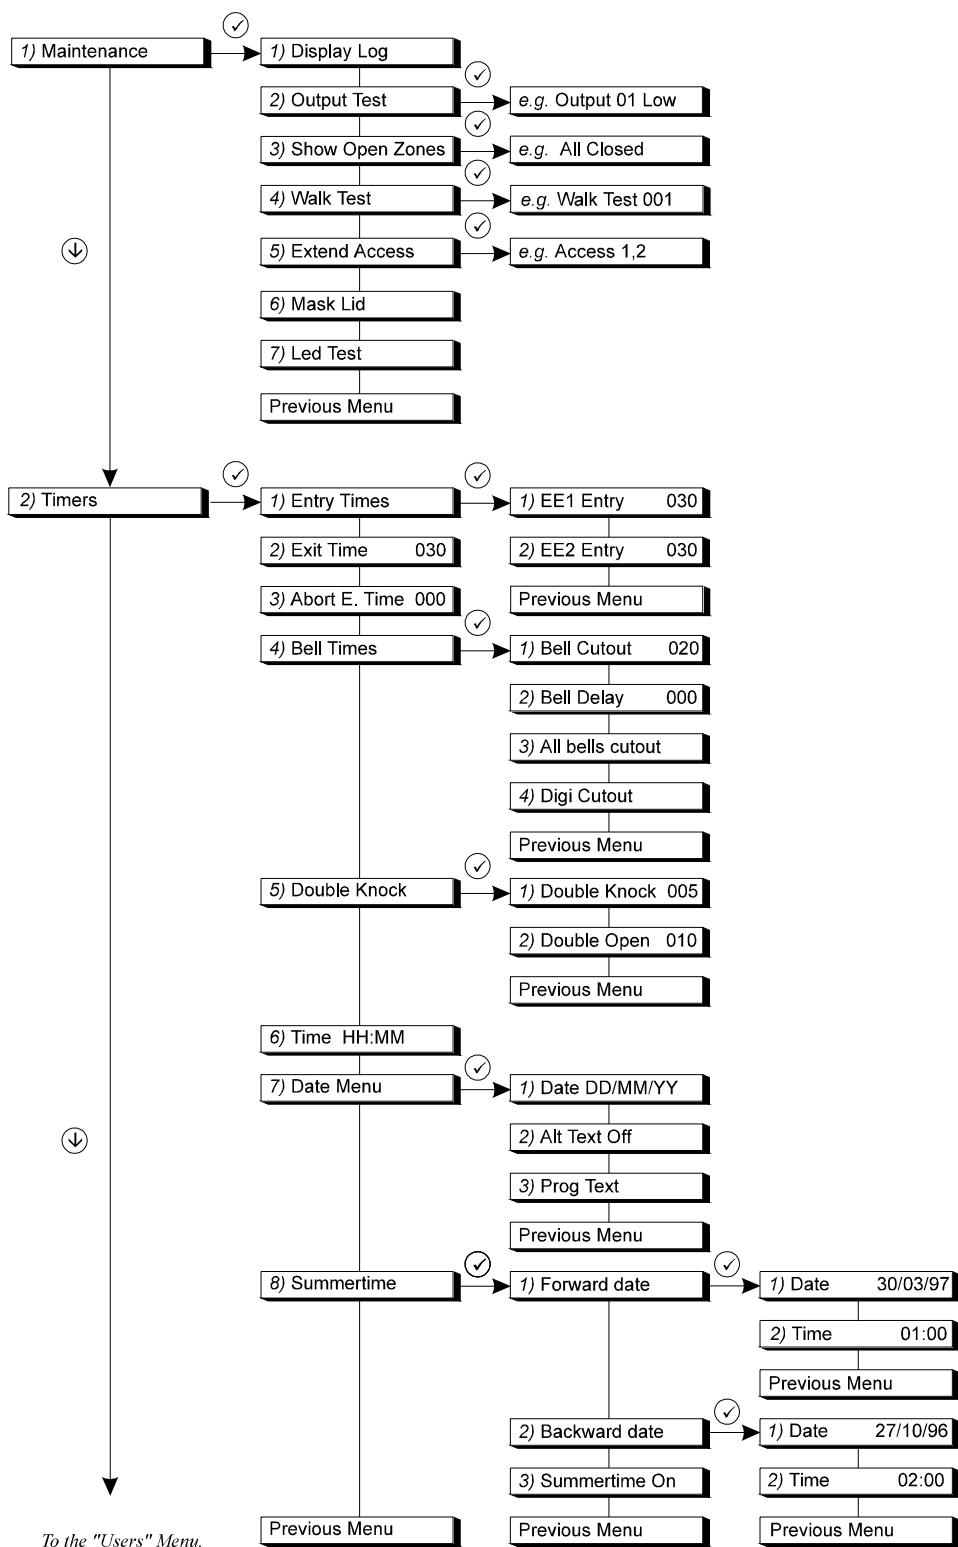 1) Maintenance
1) Display Log
2) Output Test
e.g. Output 01 Low
3) Show Open Zones
e.g. All Closed
4) Walk Test
e.g. Walk Test 001
5) Extend Access
e.g. Access 1,2
6) Mask Lid
7) Led Test
Previous Menu
2) Timers
1) Entry Times
1) EE1 Entry 030
2) Exit Time 030
2) EE2 Entry 030
3) Abort E. Time 000
Previous Menu
4) Bell Times
1) Bell Cutout 020
2) Bell Delay 000
3) All bells cutout
4) Digi Cutout
Previous Menu
5) Double Knock
1) Double Knock 005
2) Double Open 010
Previous Menu
6) Time HH:MM
7) Date Menu
1) Date DD/MM/YY
2) Alt Text Off
3) Prog Text
Previous Menu
8) Summertime
1) Forward date
1) Date 30/03/97
2) Time 01:00
Previous Menu
2) Backward date
1) Date 27/10/96
3) Summertime On
2) Time 02:00
Previous Menu
Previous Menu
Previous Menu
To the "Users" Menu.